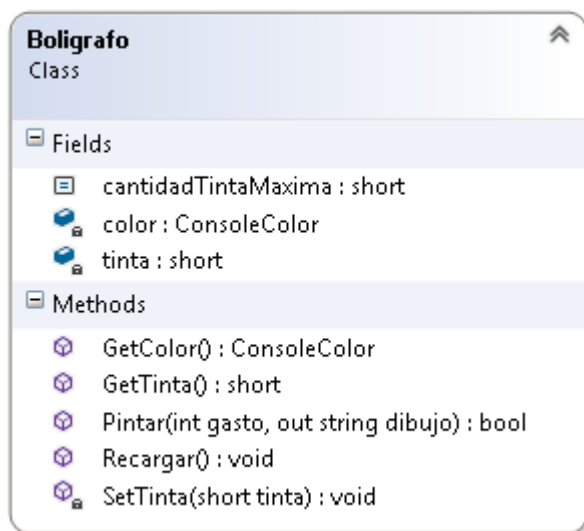 Boligrafo
Class
Fields
cantidadTintaMaxima : short
color : ConsoleColor
tinta : short
Methods
GetColor() : ConsoleColor
GetTinta() : short
Pintar(int gasto, out string dibujo) : bool
Recargar() : void
SetTinta(short tinta) : void